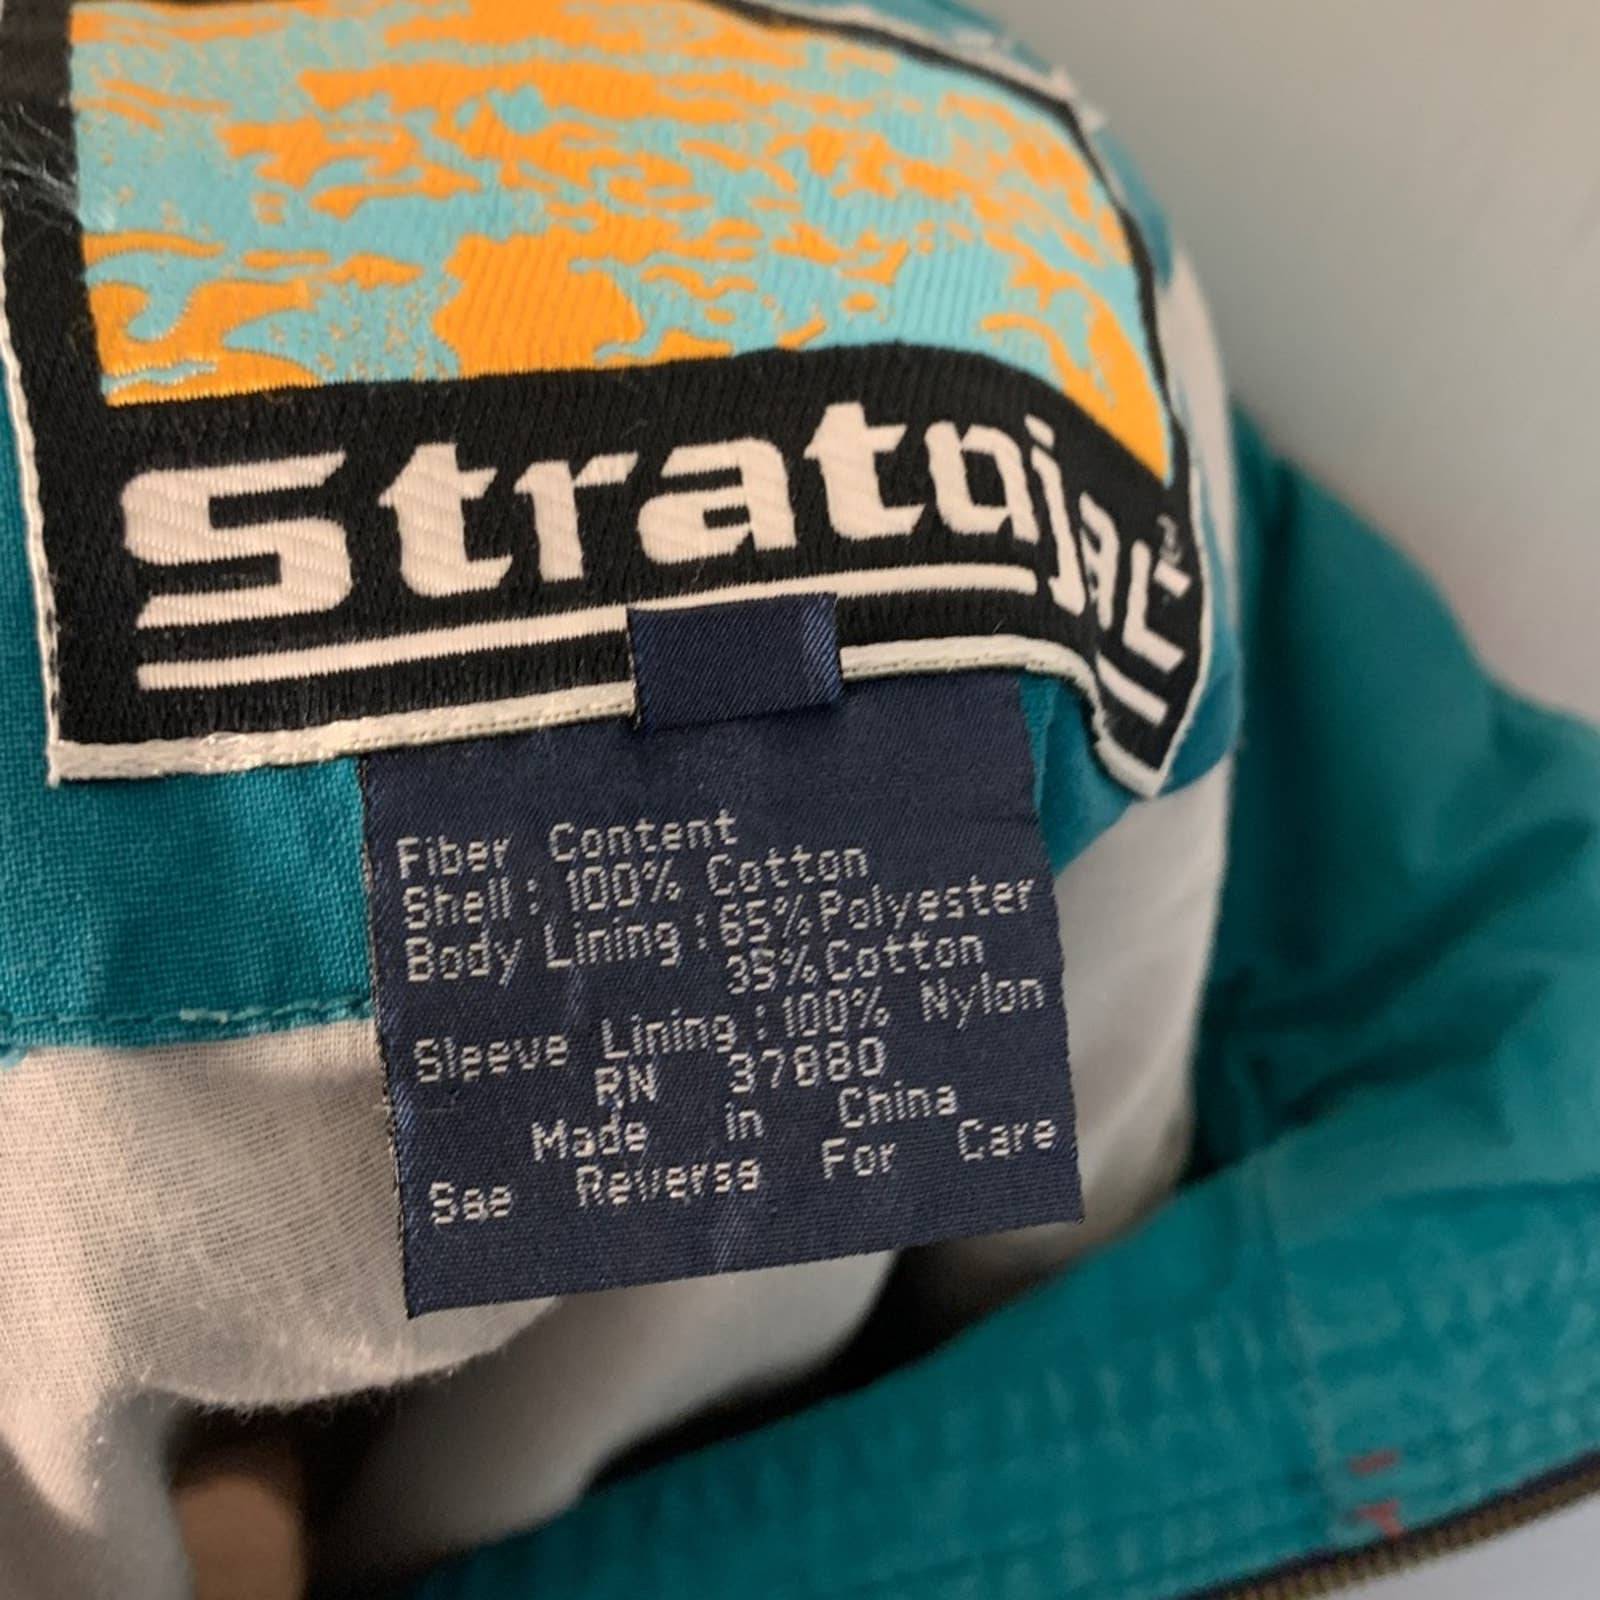 Stratojac
Fiber Content
Shell: 100% Cotton
Body Lining: 65% Polyester
35% Cotton
Sleeve Lining: 100% Nylon
RN 37880
Made in China
See Reverse For Care